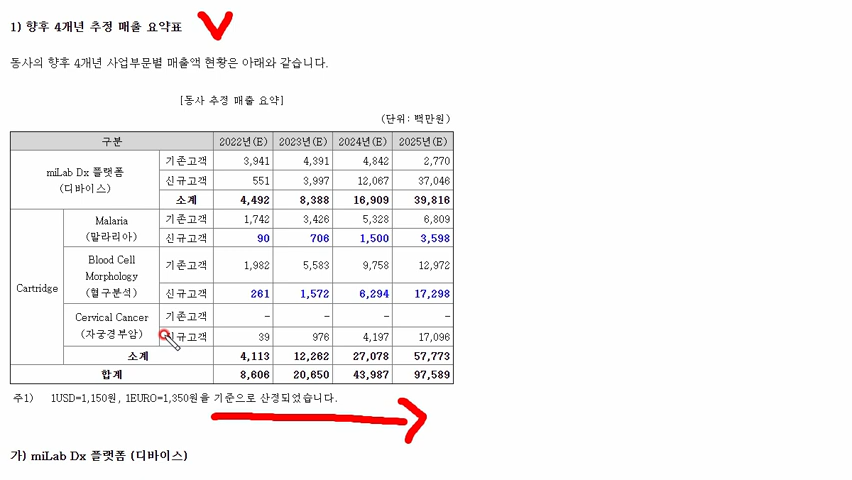 1) 향후 4개년 추정 매출 요약표
동사의 향후 4개년 사업부문별 매출액 현황은 아래와 같습니다.
[동사 추정 매출 요약]
(단위: 백만원)
구분 2022년(E) 2023년(E) 2024년(E) 2025년(E)
miLab Dx 플랫폼 (디바이스) 기존고객 3,941 4,391 4,842 2,770
신규고객 551 3,997 12,067 37,046
소계 4,492 8,388 16,909 39,816
Cartridge Malaria (말라리아) 기존고객 1,742 3,426 5,328 6,809
신규고객 90 706 1,500 3,598
Blood Cell Morphology (혈구분석) 기존고객 1,982 5,583 9,758 12,972
신규고객 261 1,572 6,294 17,298
Cervical Cancer (자궁경부암) 기존고객 - - - -
신규고객 39 976 4,197 17,096
소계 4,113 12,262 27,078 57,773
합계 8,606 20,650 43,987 97,589
주1) 1USD=1,150원, 1EURO=1,350원을 기준으로 산정되었습니다.
가) miLab Dx 플랫폼 (디바이스)